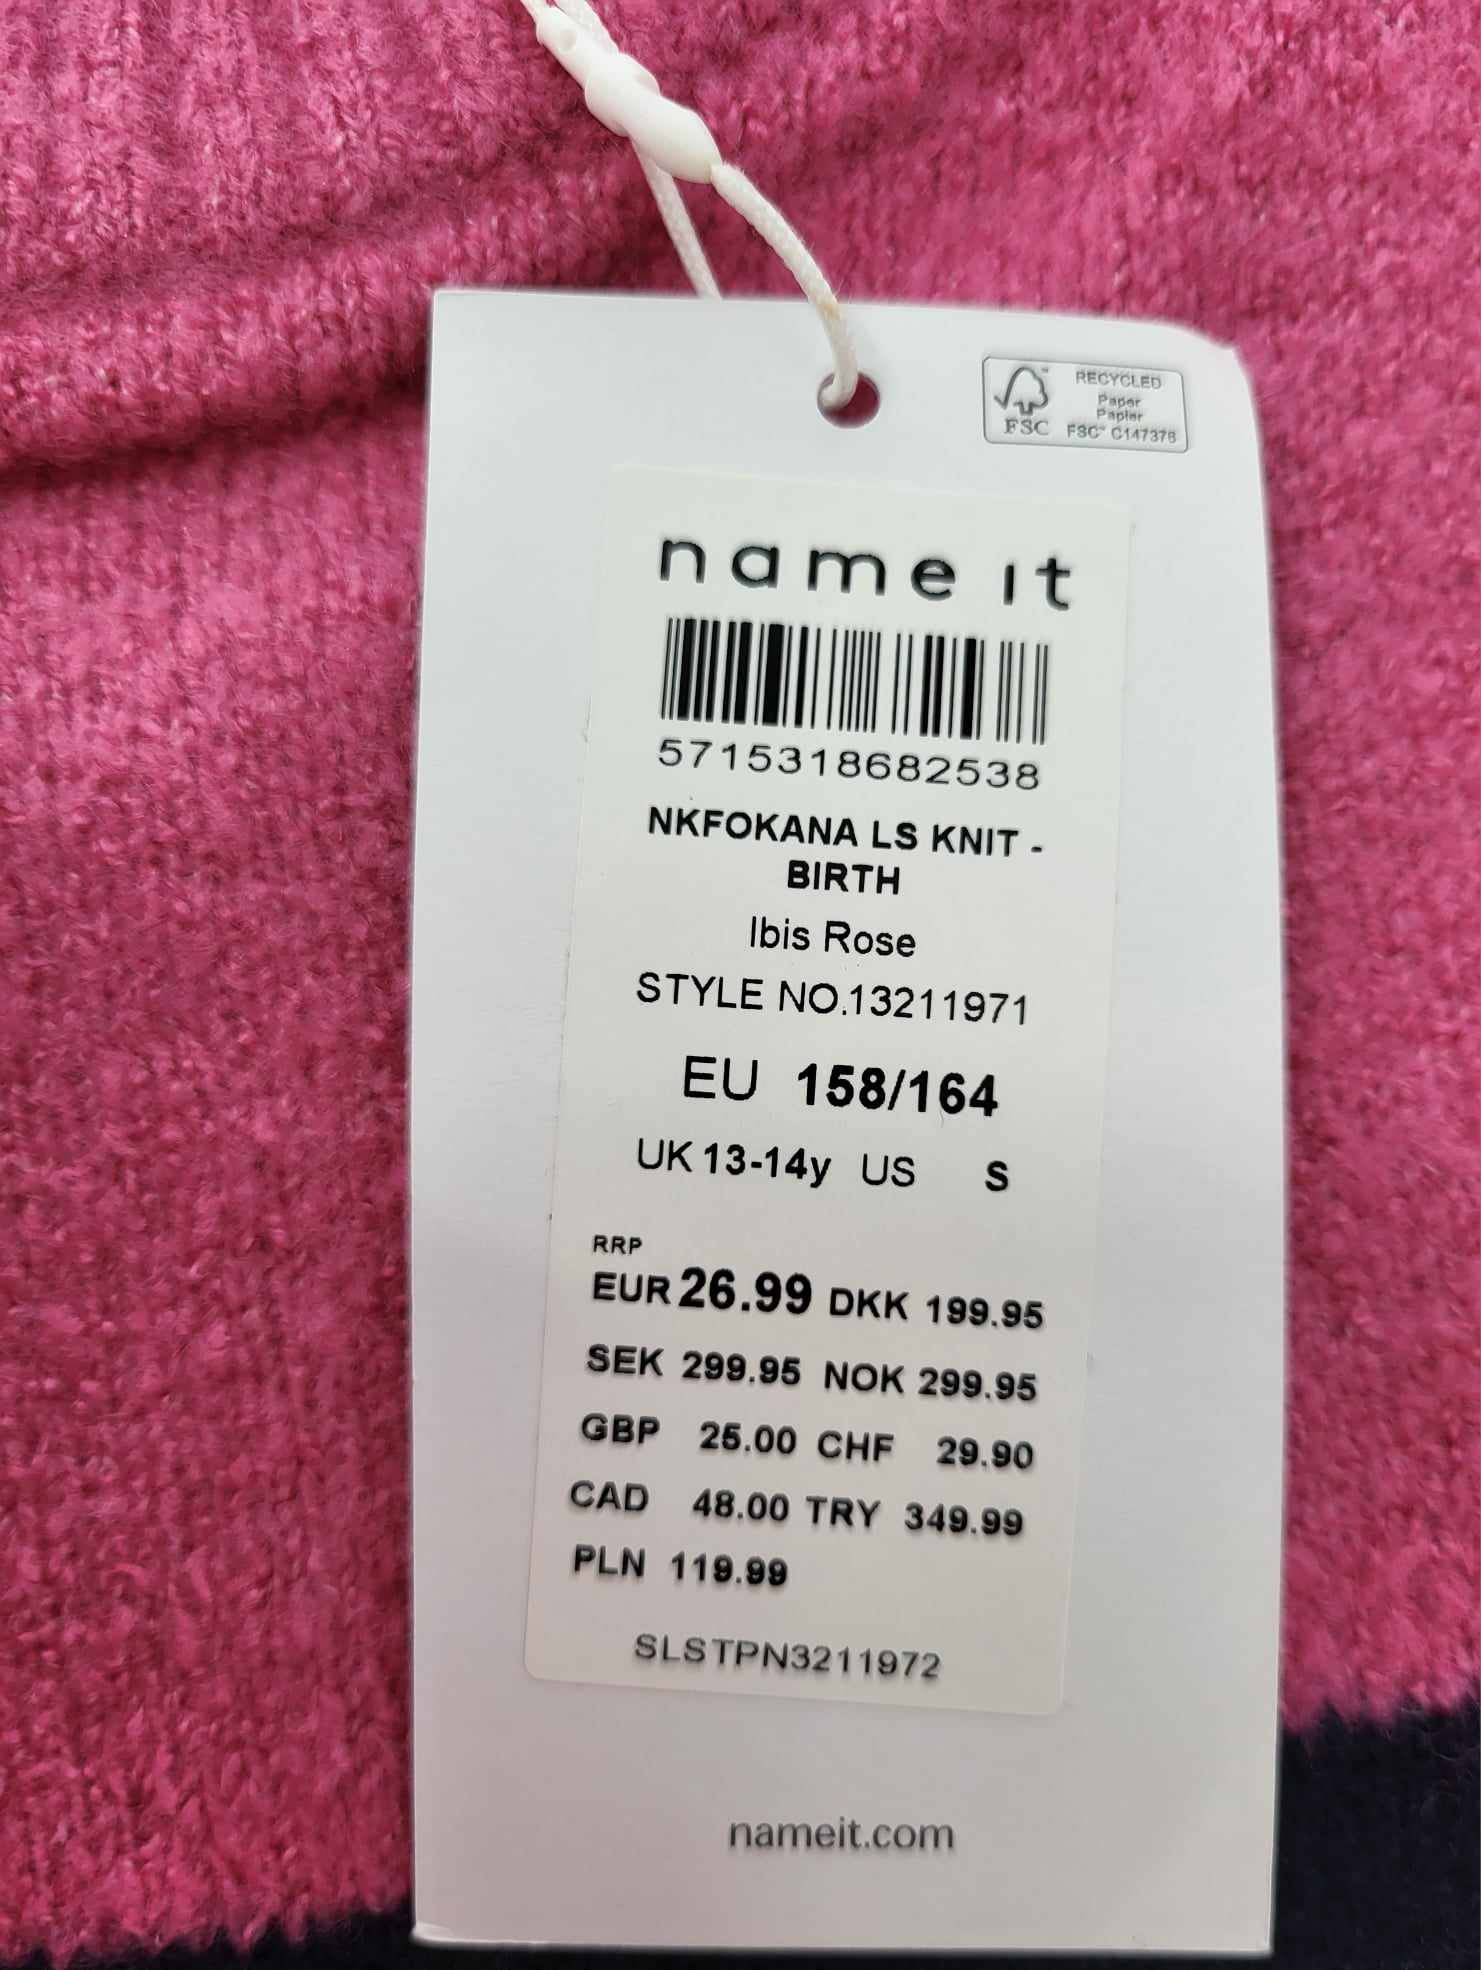 RECYCLED
Paper
Papier
FSC™ C147376
FSC
name it
5715318682538
NKFOKANA LS KNIT -
BIRTH
Ibis Rose
STYLE NO.13211971
EU 158/164
UK 13-14y US S
RRP
EUR 26.99 DKK 199.95
SEK 299.95 NOK 299.95
GBP 25.00 CHF 29.90
CAD 48.00 TRY 349.99
PLN 119.99
SLSTPN3211972
nameit.com